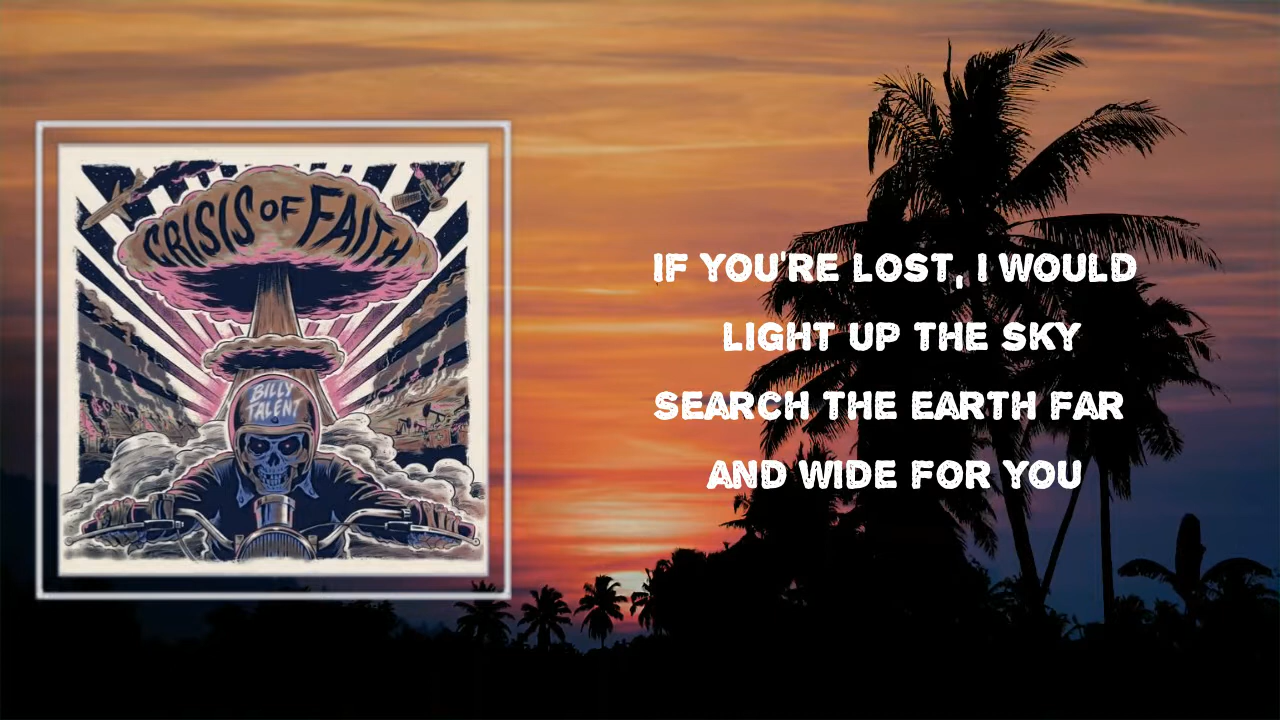 CRISIS OF FAITH
BILLY
TALENT
IF YOU'RE LOST, I WOULD
LIGHT UP THE SKY
SEARCH THE EARTH FAR
AND WIDE FOR YOU